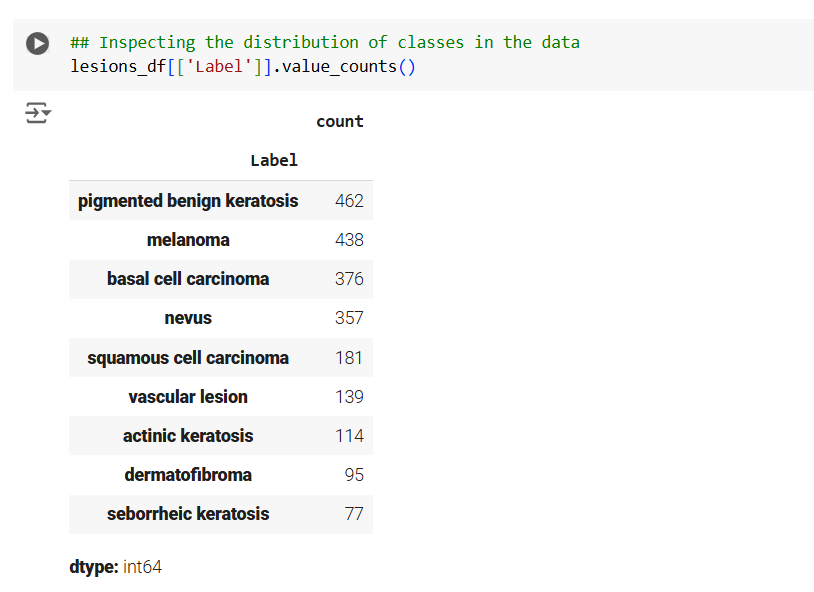 ## Inspecting the distribution of classes in the data
lesions_df[['Label']].value_counts()
count
Label
pigmented benign keratosis 462
melanoma 438
basal cell carcinoma 376
nevus 357
squamous cell carcinoma 181
vascular lesion 139
actinic keratosis 114
dermatofibroma 95
seborrheic keratosis 77
dtype: int64